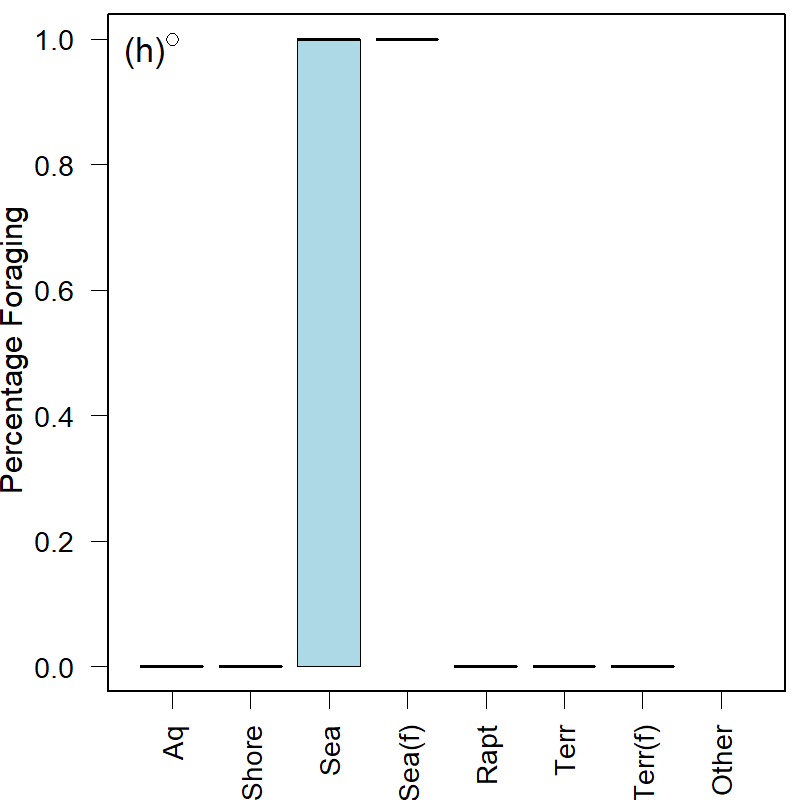 (h)
Percentage Foraging
1.0
0.8
0.6
0.4
0.2
0.0
Aq
Shore
Sea
Sea(f)
Rapt
Terr
Terr(f)
Other